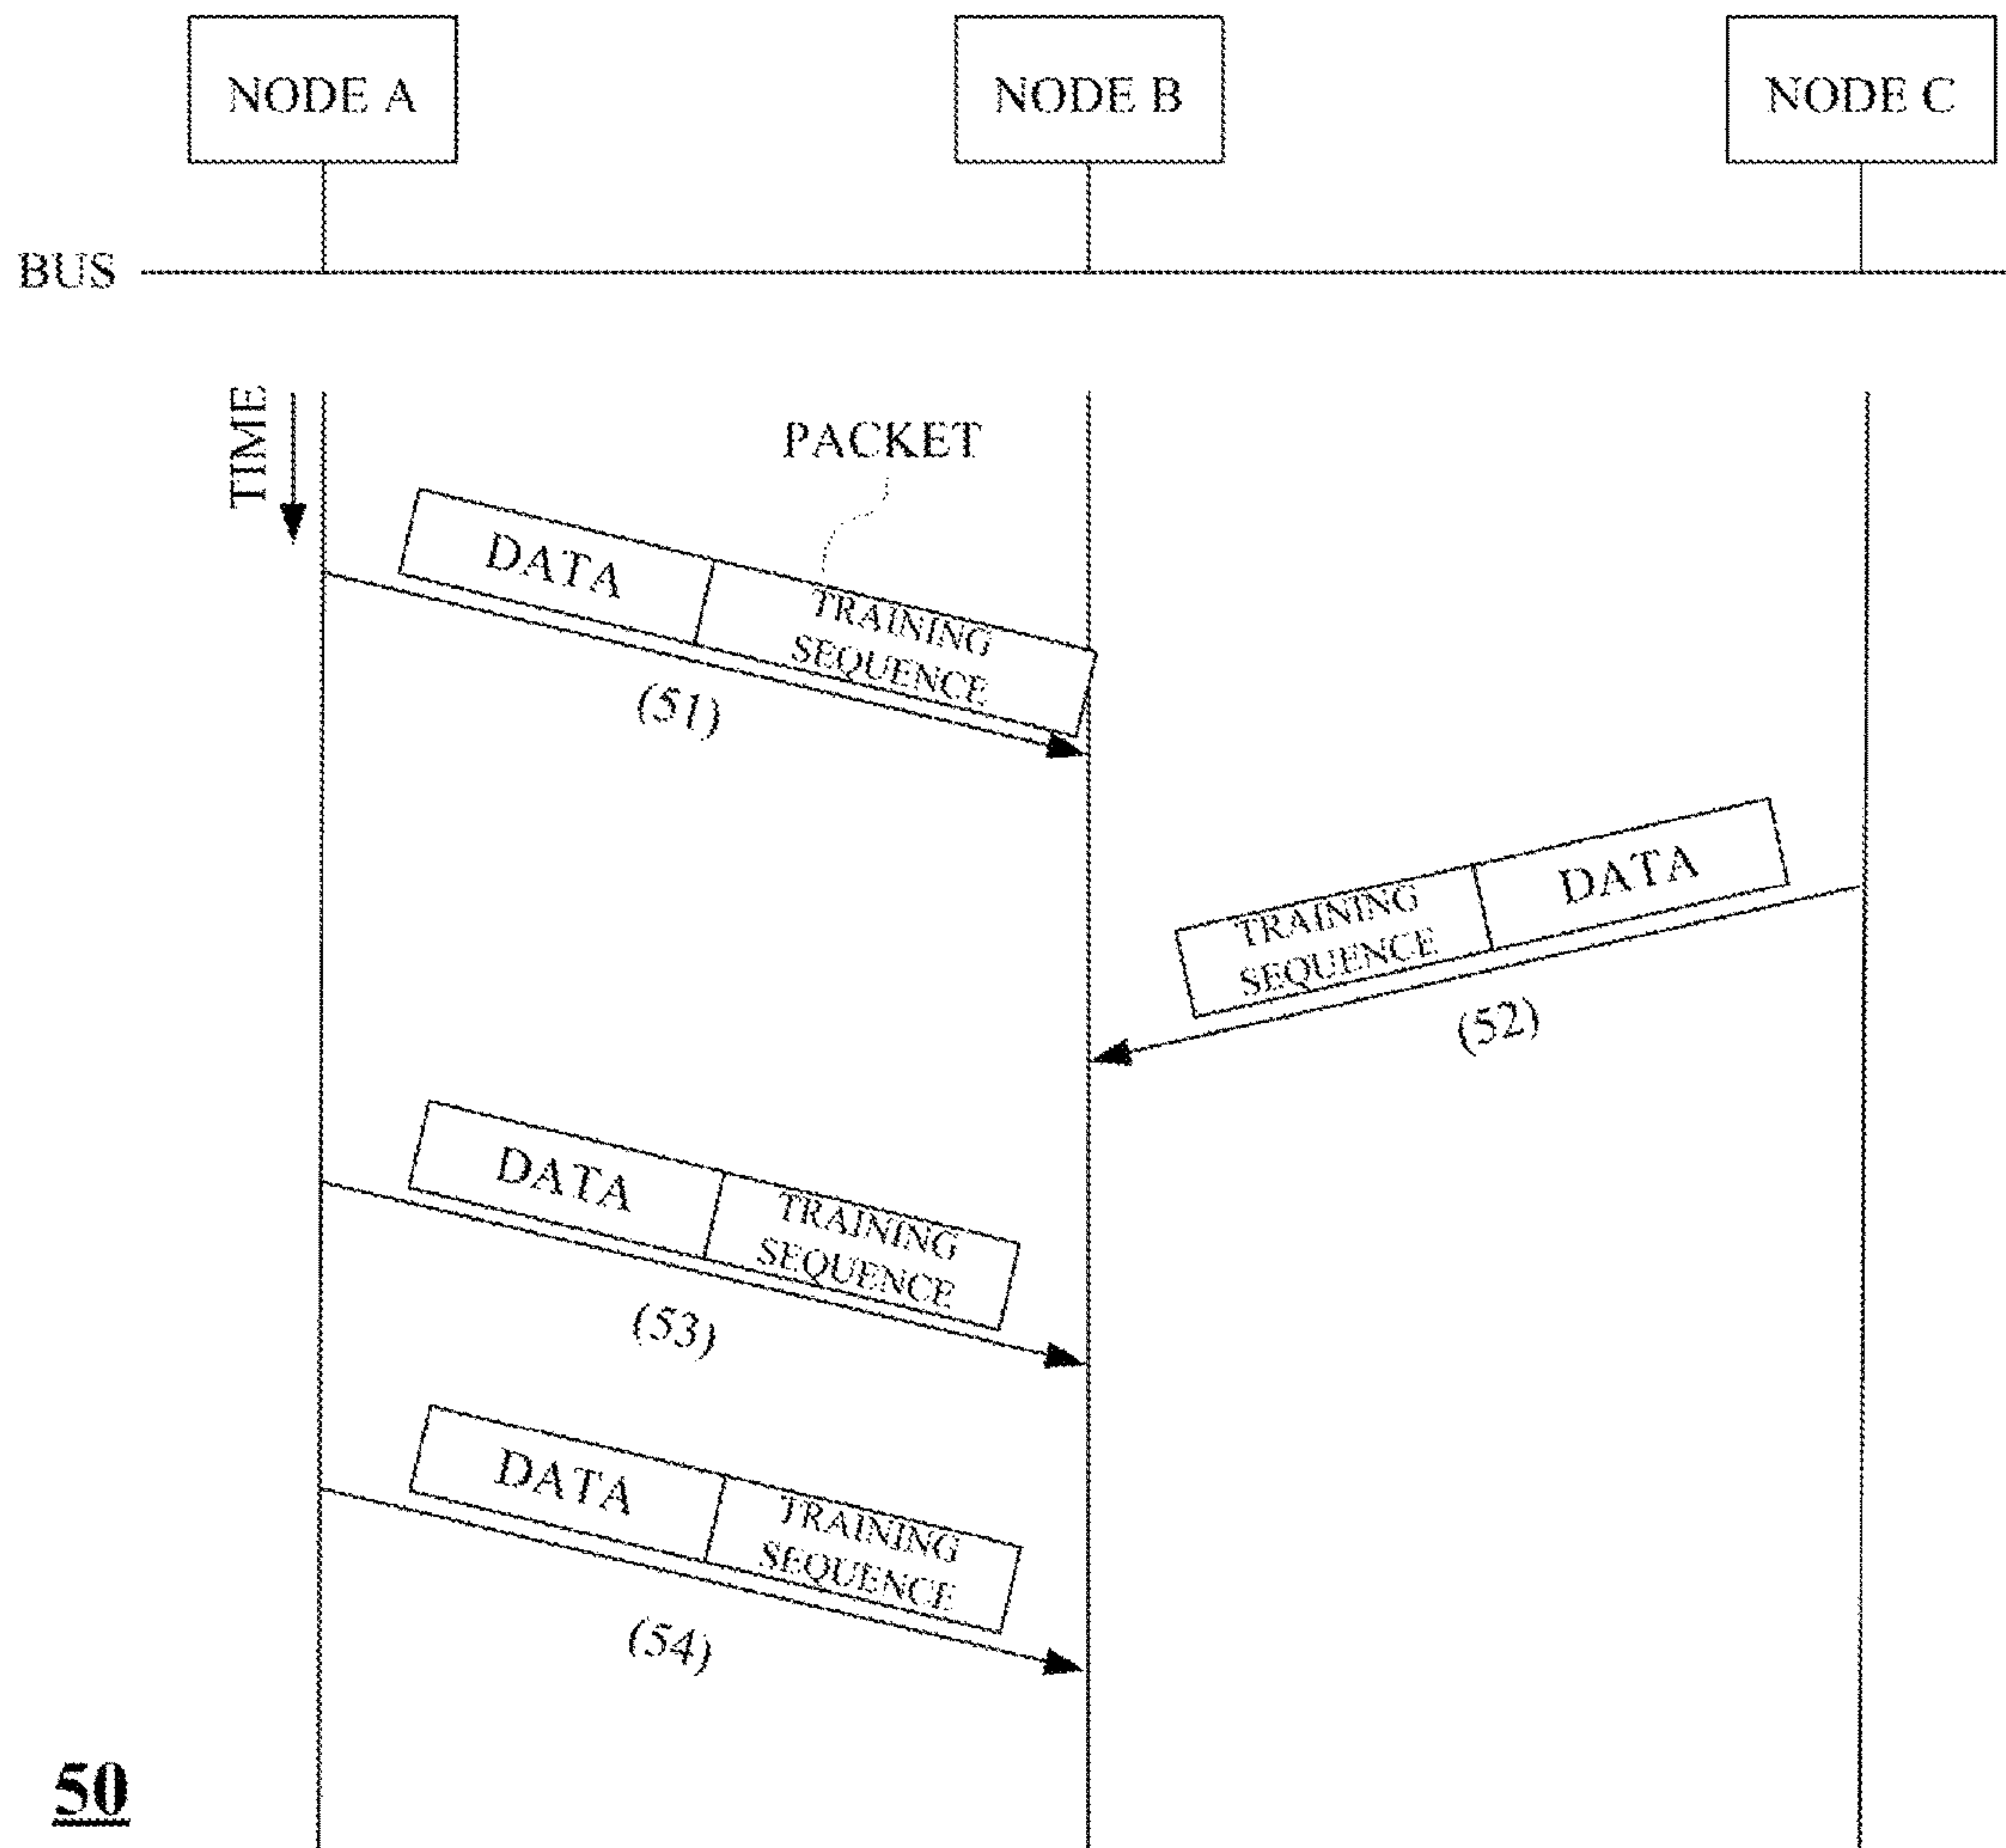 NODE A
NODE B
NODE C
BUS
TIME
PACKET
DATA
TRAINING
SEQUENCE
(51)
TRAINING
SEQUENCE
DATA
(52)
DATA
TRAINING
SEQUENCE
(53)
DATA
TRAINING
SEQUENCE
(54)
50